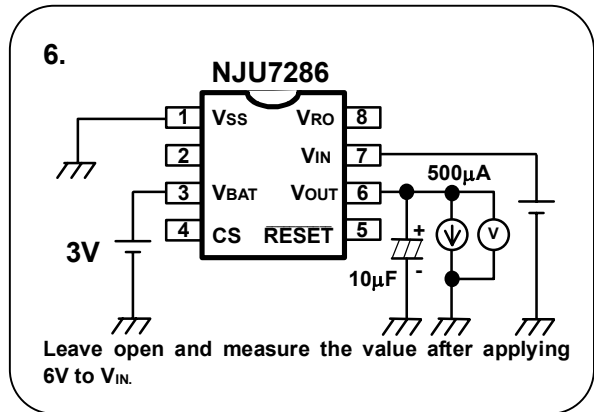 6.
NJU7286
1 VSS VRO 8
2 VIN 7
3 VBAT VOUT 6
4 CS RESET 5
3V
500µA
V
+
-
10µF
Leave open and measure the value after applying
6V to VIN.